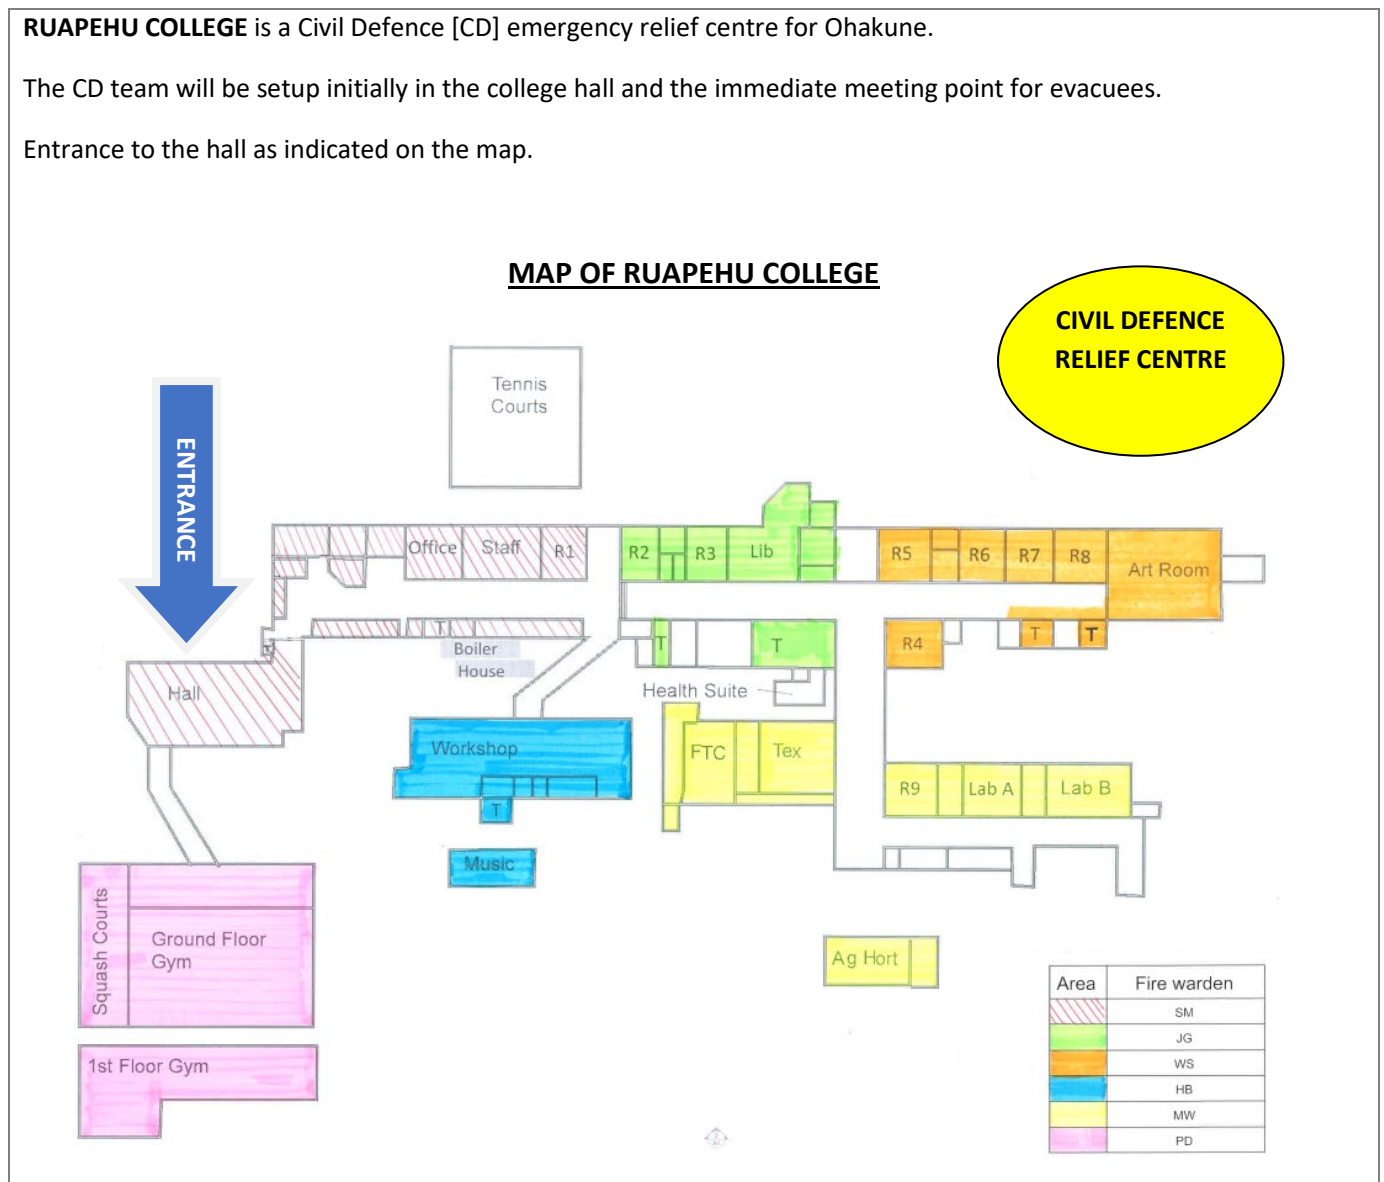 RUAPEHU COLLEGE is a Civil Defence [CD] emergency relief centre for Ohakune.
The CD team will be setup initially in the college hall and the immediate meeting point for evacuees.
Entrance to the hall as indicated on the map.
MAP OF RUAPEHU COLLEGE
CIVIL DEFENCE
RELIEF CENTRE
Tennis
Courts
ENTRANCE
Office
Staff
R1
R2
R3
Lib
R5
R6
R7
R8
Art Room
T
T
T
R4
T
T
Boiler
House
Hall
Health Suite
Workshop
T
FTC
Tex
R9
Lab A
Lab B
Music
Squash Courts
Ground Floor
Gym
Ag Hort
1st Floor Gym
Area Fire warden
SM
JG
WS
HB
MW
PD